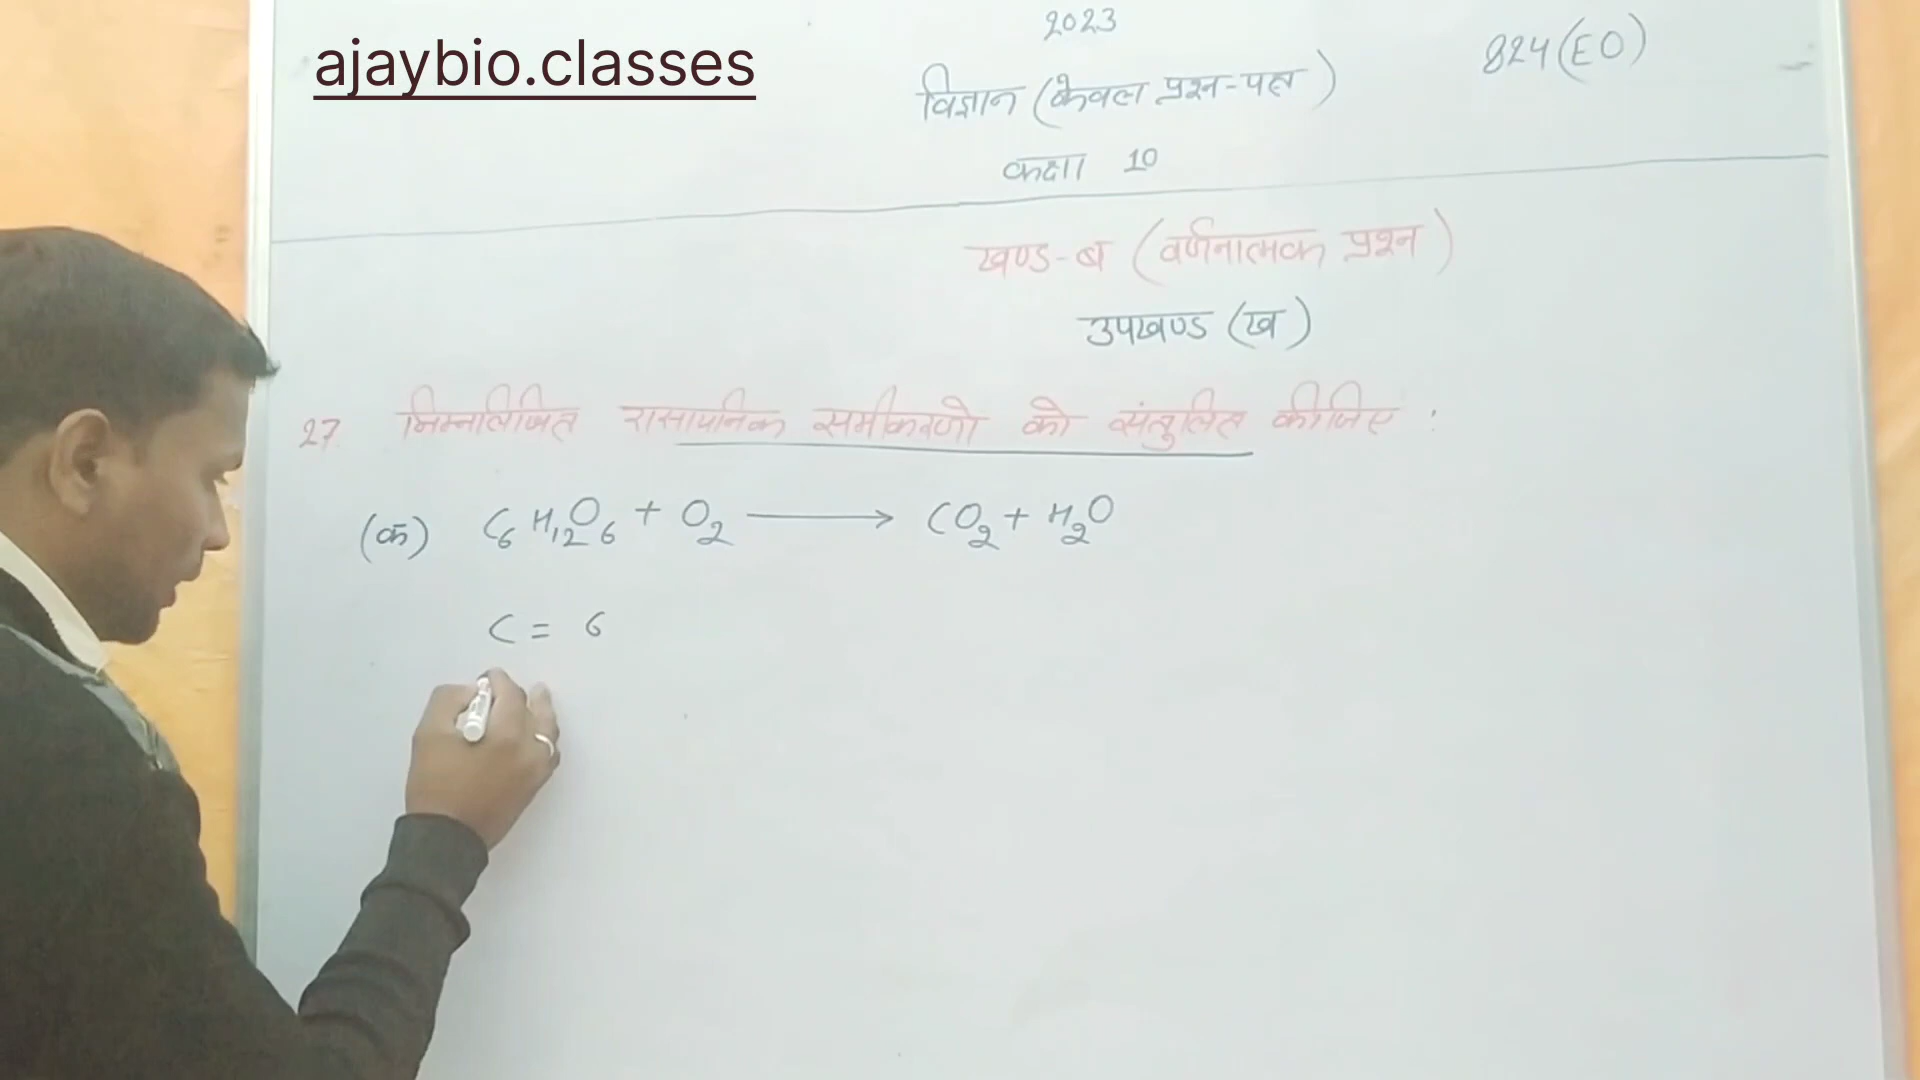 ajaybio.classes
2023
824(EO)
विज्ञान (केवल प्रश्न-पत्र)
कक्षा 10
खण्ड-ब (वर्णनात्मक प्रश्न)
उपखण्ड (ख)
27. निम्नलिखित रासायनिक समीकरणो को संतुलित कीजिए :
(क) C₆H₁₂O₆ + O₂ ⟶ CO₂ + H₂O
C = 6